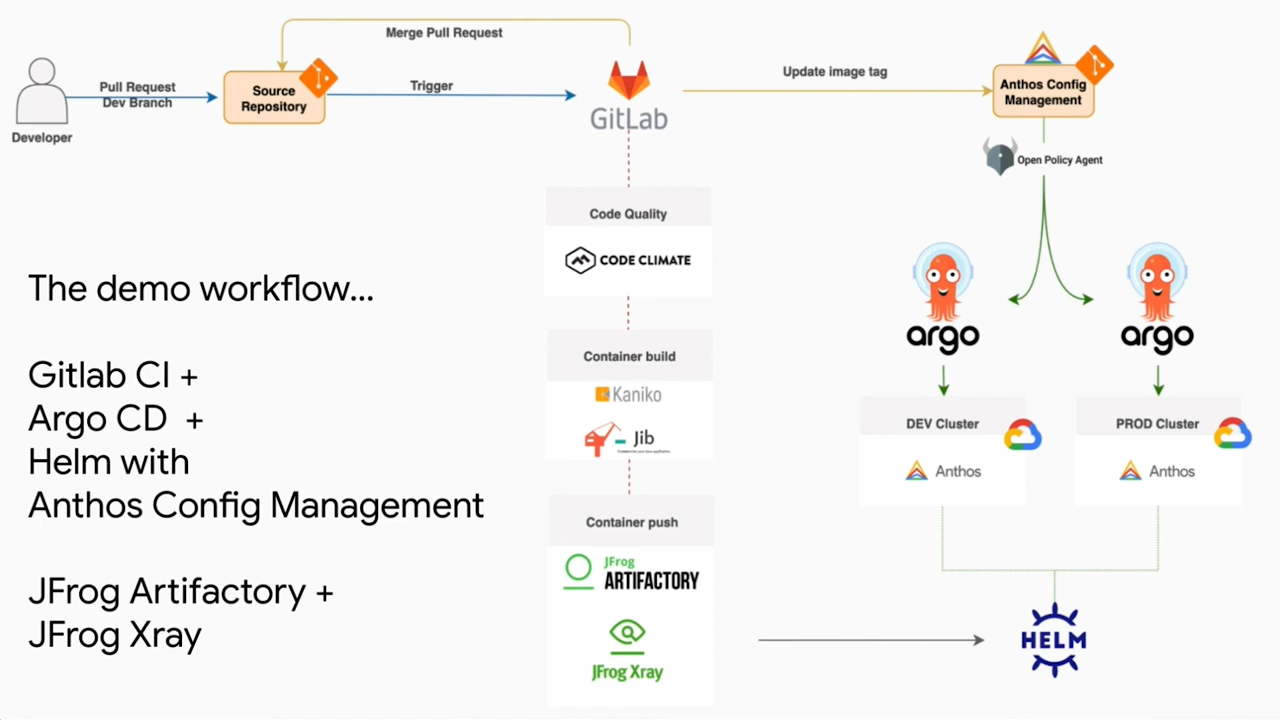 Merge Pull Request
Pull Request
Dev Branch
Developer
Source
Repository
Trigger
GitLab
Update image tag
Anthos Config
Management
Open Policy Agent
Code Quality
CODE CLIMATE
Container build
Kaniko
Jib
Container push
JFrog
ARTIFACTORY
JFrog Xray
argo
argo
DEV Cluster
Anthos
PROD Cluster
Anthos
HELM
The demo workflow...
Gitlab CI +
Argo CD +
Helm with
Anthos Config Management
JFrog Artifactory +
JFrog Xray